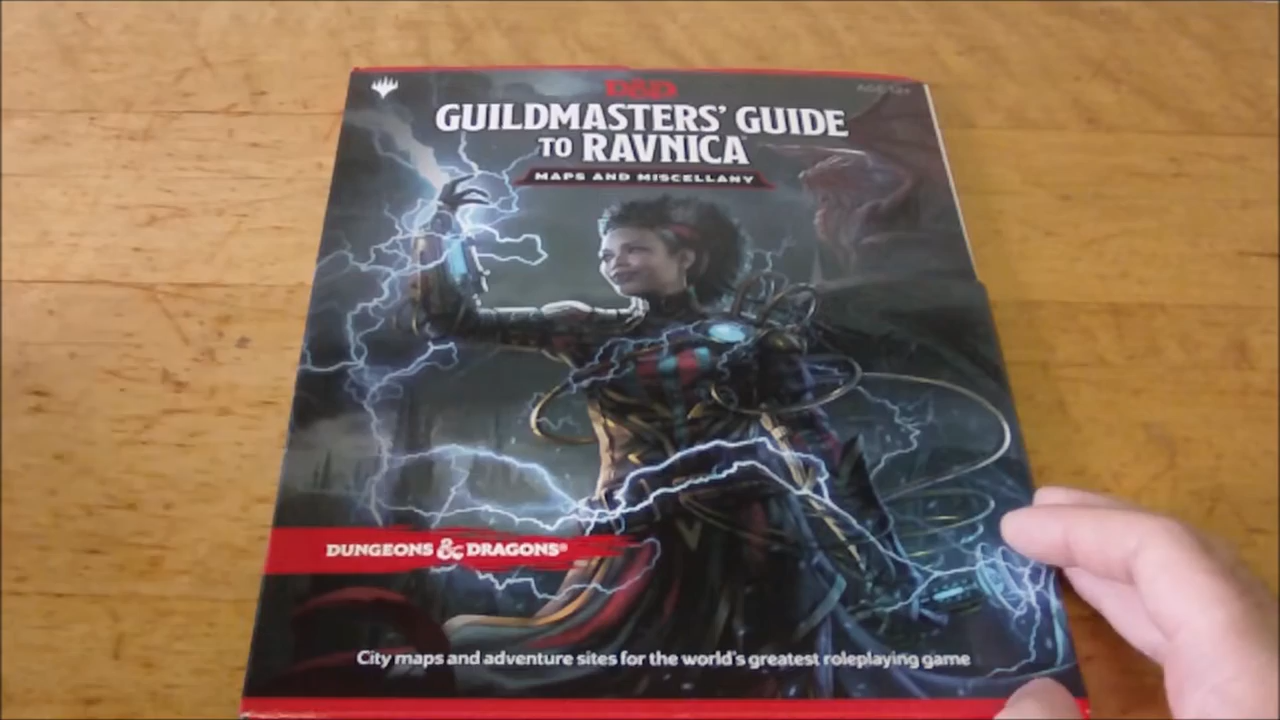 D&D
GUILDMASTERS' GUIDE
TO RAVNICA
MAPS AND MISCELLANY
DUNGEONS & DRAGONS®
City maps and adventure sites for the world's greatest roleplaying game